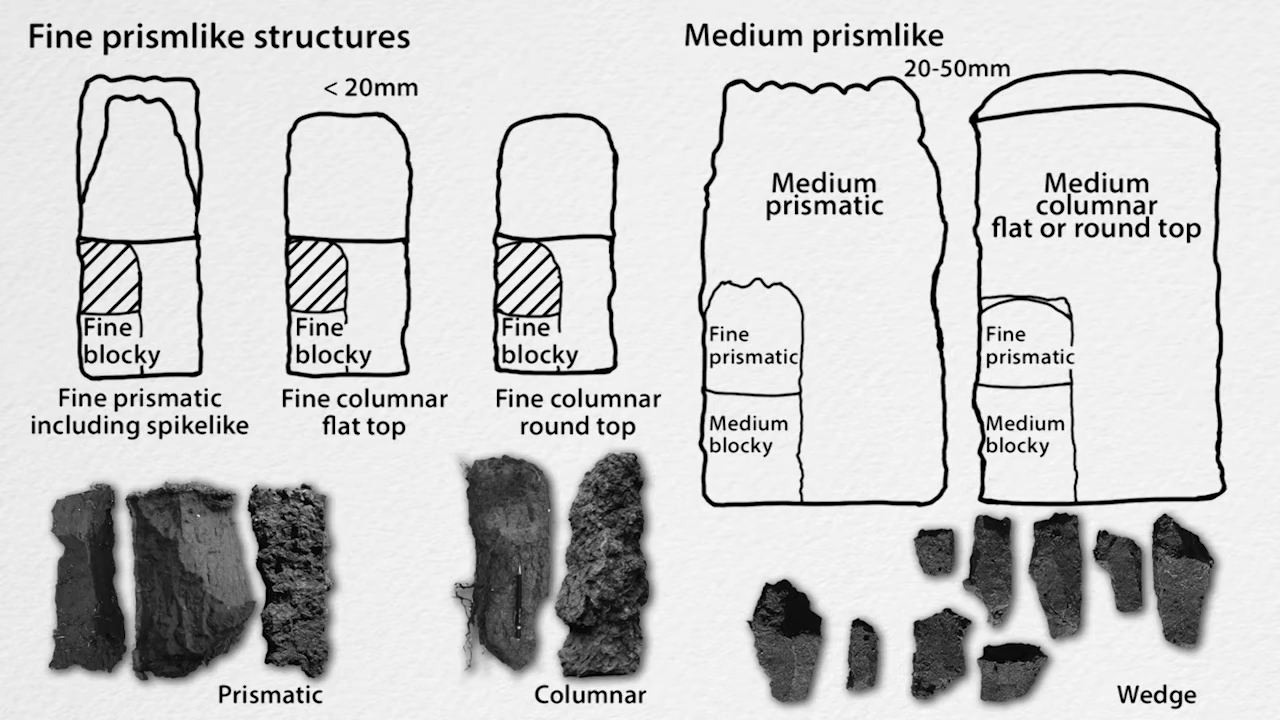 Fine prismlike structures
< 20mm
Fine
blocky
Fine prismatic
including spikelike
Fine
blocky
Fine columnar
flat top
Fine
blocky
Fine columnar
round top
Medium prismlike
20-50mm
Medium
prismatic
Fine
prismatic
Medium
blocky
Medium
columnar
flat or round top
Fine
prismatic
Medium
blocky
Prismatic
Columnar
Wedge